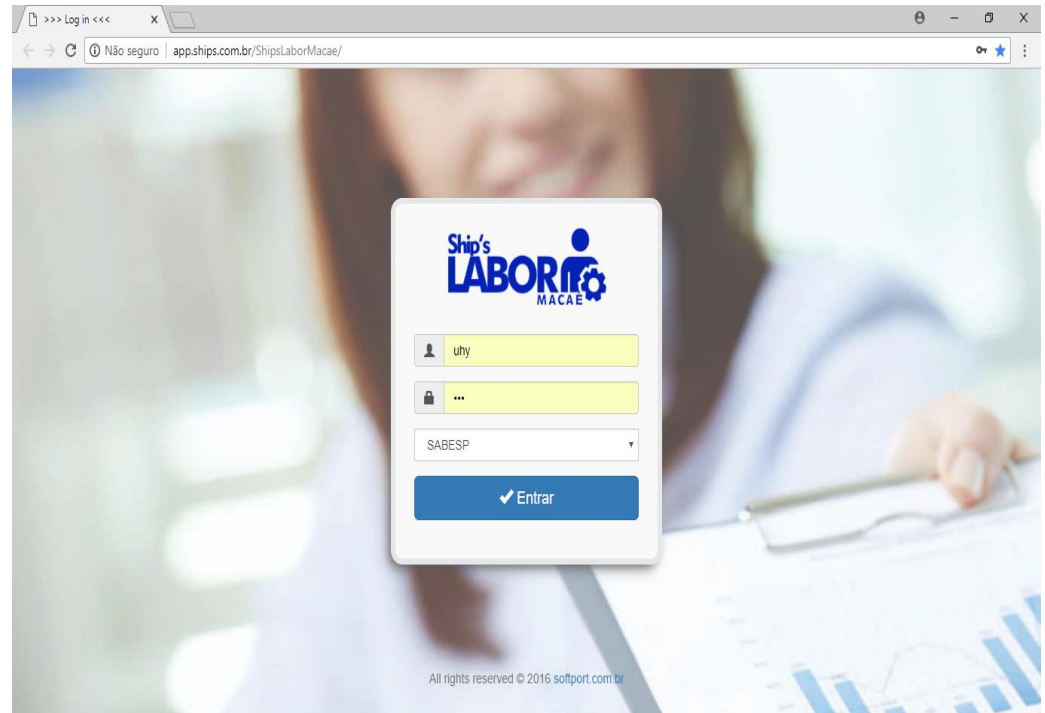 >>> Log in <<<
Não seguro | app.ships.com.br/ShipsLaborMacae/
Ship's
LABOR
MACAÉ
uhy
•••
SABESP
Entrar
All rights reserved © 2016 softport.com.br